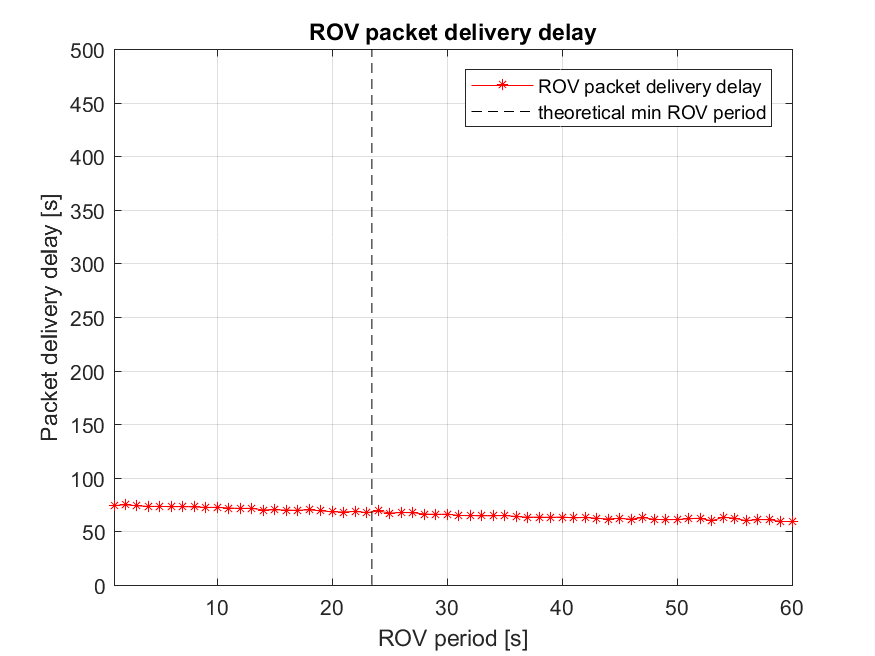 ROV packet delivery delay
500
450
400
350
300
250
200
150
100
50
0
Packet delivery delay [s]
ROV packet delivery delay
theoretical min ROV period
10 20 30 40 50 60
ROV period [s]